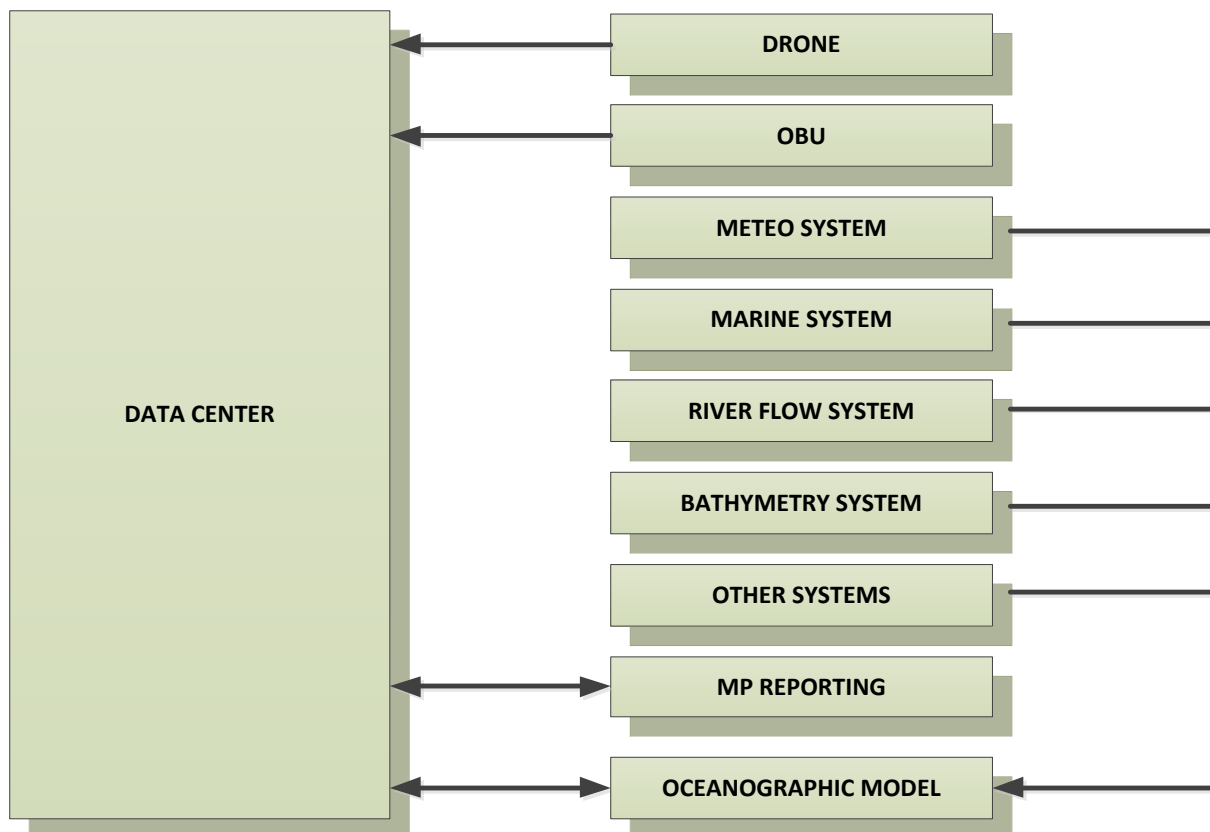 DATA CENTER
DRONE
OBU
METEO SYSTEM
MARINE SYSTEM
RIVER FLOW SYSTEM
BATHYMETRY SYSTEM
OTHER SYSTEMS
MP REPORTING
OCEANOGRAPHIC MODEL